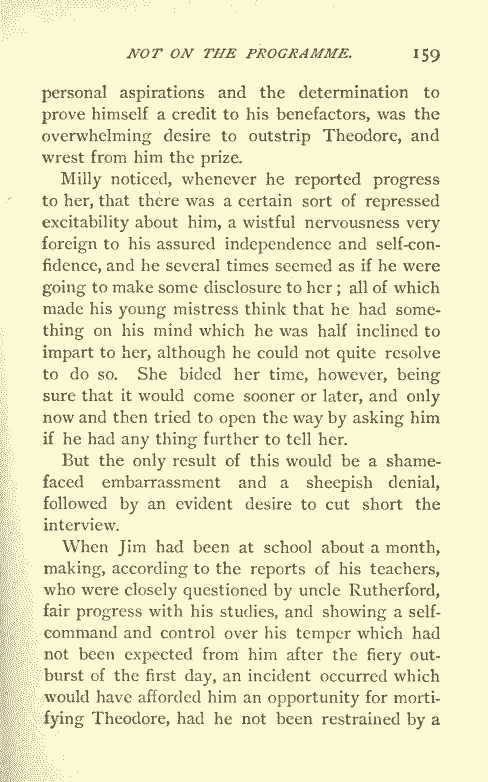 NOT ON THE PROGRAMME. 159
personal aspirations and the determination to
prove himself a credit to his benefactors, was the
overwhelming desire to outstrip Theodore, and
wrest from him the prize.
Milly noticed, whenever he reported progress
to her, that there was a certain sort of repressed
excitability about him, a wistful nervousness very
foreign to his assured independence and self-con-
fidence, and he several times seemed as if he were
going to make some disclosure to her; all of which
made his young mistress think that he had some-
thing on his mind which he was half inclined to
impart to her, although he could not quite resolve
to do so. She bided her time, however, being
sure that it would come sooner or later, and only
now and then tried to open the way by asking him
if he had any thing further to tell her.
But the only result of this would be a shame-
faced embarrassment and a sheepish denial,
followed by an evident desire to cut short the
interview.
When Jim had been at school about a month,
making, according to the reports of his teachers,
who were closely questioned by uncle Rutherford,
fair progress with his studies, and showing a self-
command and control over his temper which had
not been expected from him after the fiery out-
burst of the first day, an incident occurred which
would have afforded him an opportunity for morti-
fying Theodore, had he not been restrained by a